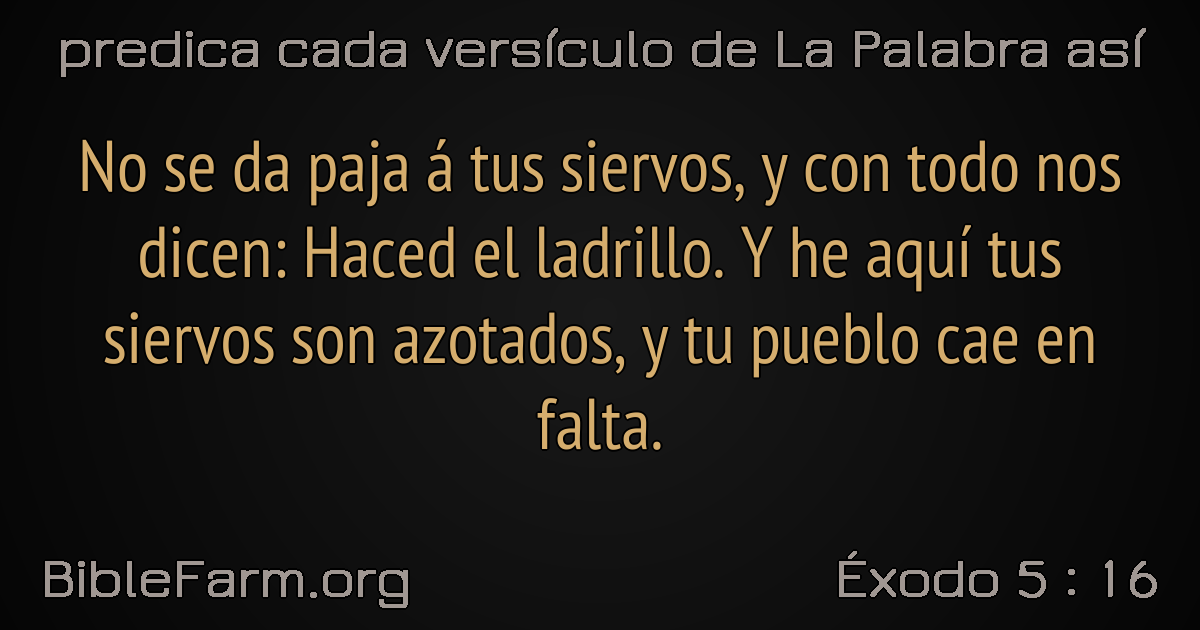 predica cada versículo de La Palabra así
No se da paja á tus siervos, y con todo nos
dicen: Haced el ladrillo. Y he aquí tus
siervos son azotados, y tu pueblo cae en
falta.
BibleFarm.org
Éxodo 5 : 16